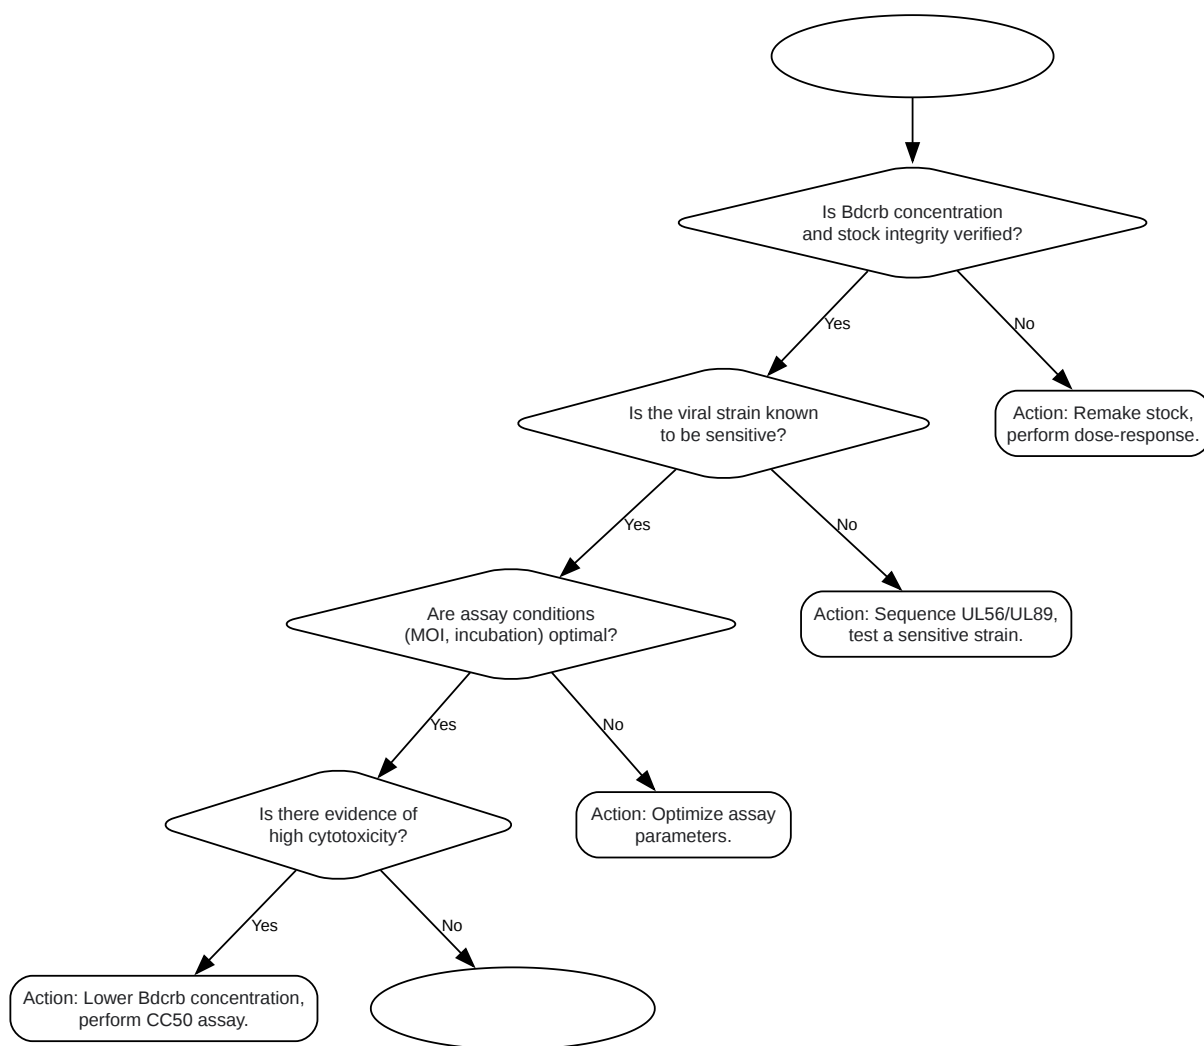 Is Bdcrb concentration
and stock integrity verified?
Yes
No
Is the viral strain known
to be sensitive?
Action: Remake stock,
perform dose-response.
Yes
No
Are assay conditions
(MOI, incubation) optimal?
Action: Sequence UL56/UL89,
test a sensitive strain.
Yes
No
Is there evidence of
high cytotoxicity?
Action: Optimize assay
parameters.
Yes
No
Action: Lower Bdcrb concentration,
perform CC50 assay.